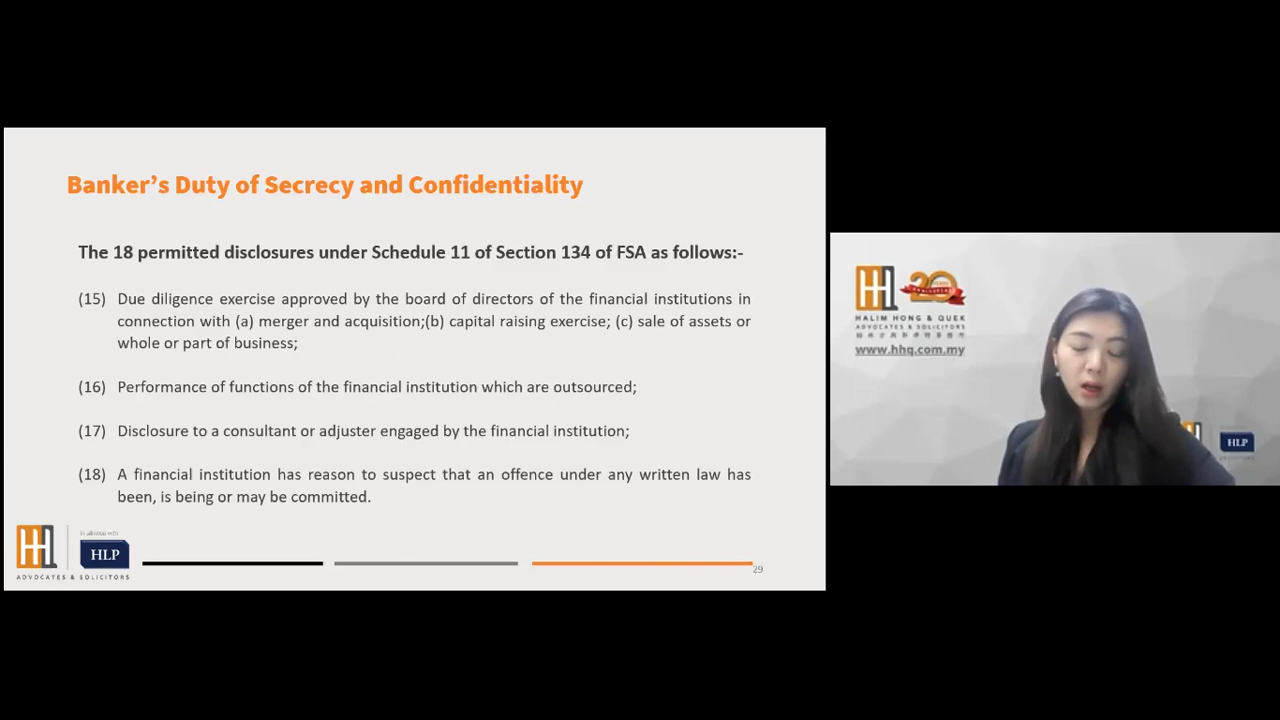 Banker's Duty of Secrecy and Confidentiality
The 18 permitted disclosures under Schedule 11 of Section 134 of FSA as follows:-
(15) Due diligence exercise approved by the board of directors of the financial institutions in
connection with (a) merger and acquisition;(b) capital raising exercise; (c) sale of assets or
whole or part of business;
(16) Performance of functions of the financial institution which are outsourced;
(17) Disclosure to a consultant or adjuster engaged by the financial institution;
(18) A financial institution has reason to suspect that an offence under any written law has
been, is being or may be committed.
in alliance with
HLP
ADVOCATES & SOLICITORS
29
20
ANNIVERSARY
HALIM HONG & QUEK
ADVOCATES & SOLICITORS
www.hhq.com.my
HLP